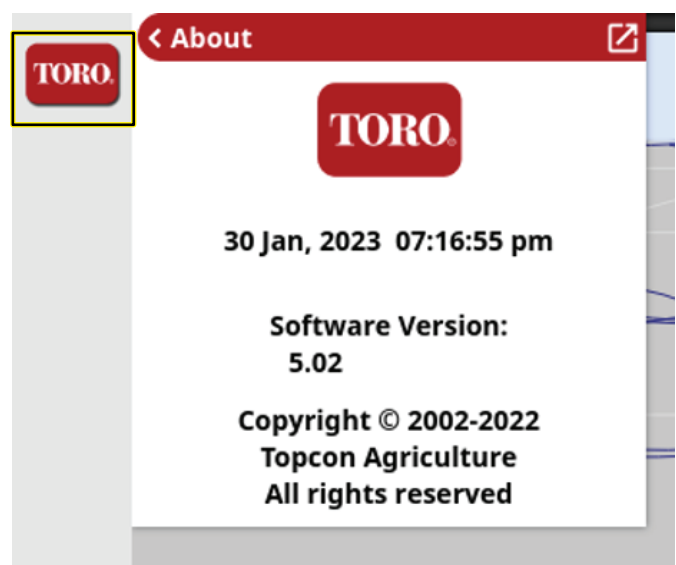 TORO.
< About
TORO.
30 Jan, 2023 07:16:55 pm
Software Version:
5.02
Copyright © 2002-2022
Topcon Agriculture
All rights reserved